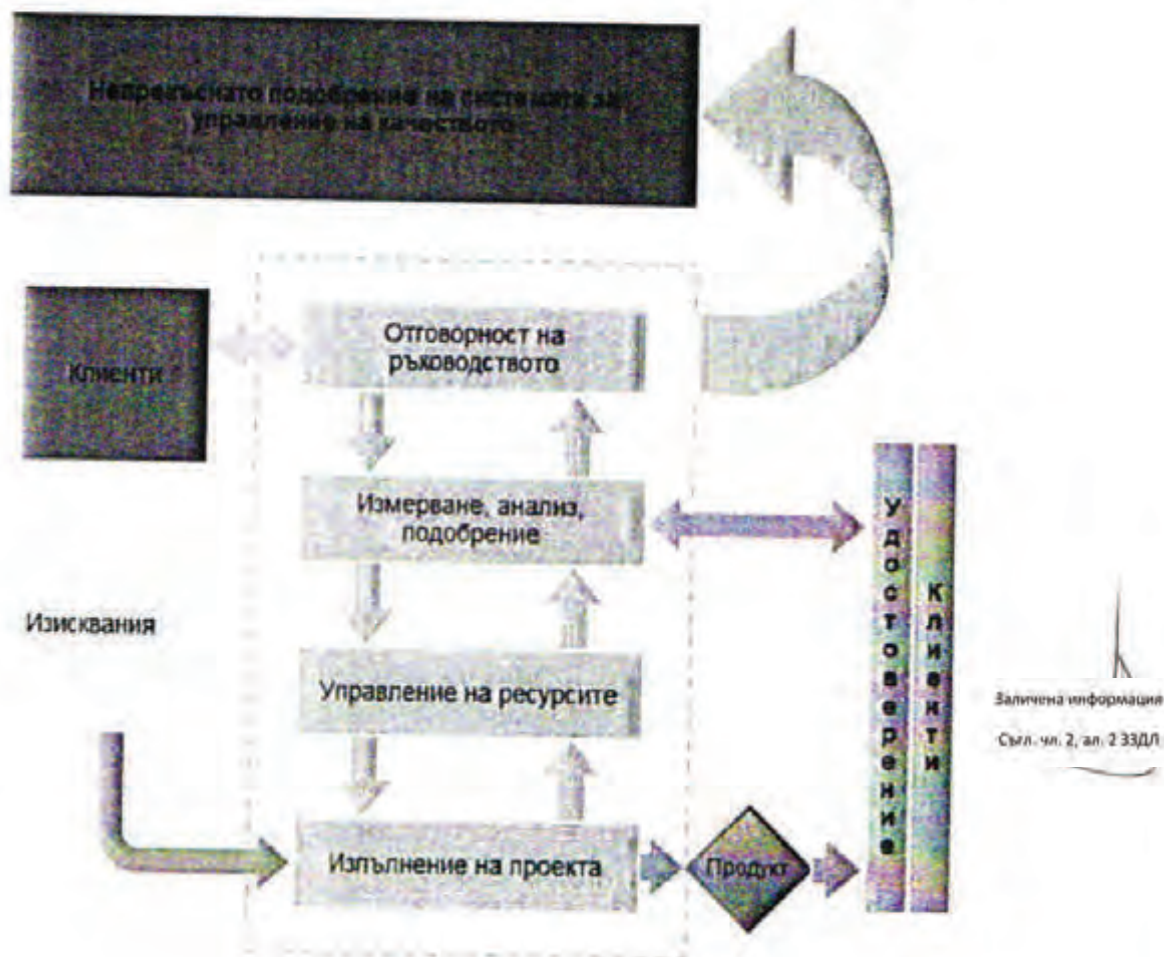 Непрекъснато подобрение на системата за
управление на качеството
Клиенти
Отговорност на
ръководството
Измерване, анализ,
подобрение
Изисквания
Управление на ресурсите
Изпълнение на проекта
Продукт
Удостоверение
Клиенти
Заличена информация
Съгл. чл. 2, ал. 2 ЗЗДЛ